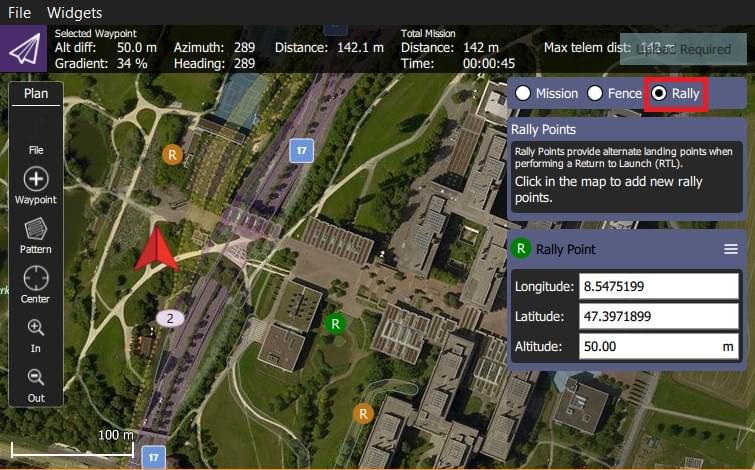 File Widgets
Selected Waypoint
Alt diff: 50.0 m Azimuth: 289 Distance: 142.1 m
Gradient: 34 % Heading: 289
Total Mission
Distance: 142 m Max telem dist: 142 m
Time: 00:00:45
Upload Required
Plan
File
Waypoint
Pattern
Center
In
Out
Mission Fence Rally
Rally Points
Rally Points provide alternate landing points when
performing a Return to Launch (RTL).
Click in the map to add new rally
points.
R Rally Point
Longitude: 8.5475199
Latitude: 47.3971899
Altitude: 50.00 m
R
17
2
R
R
100 m
17